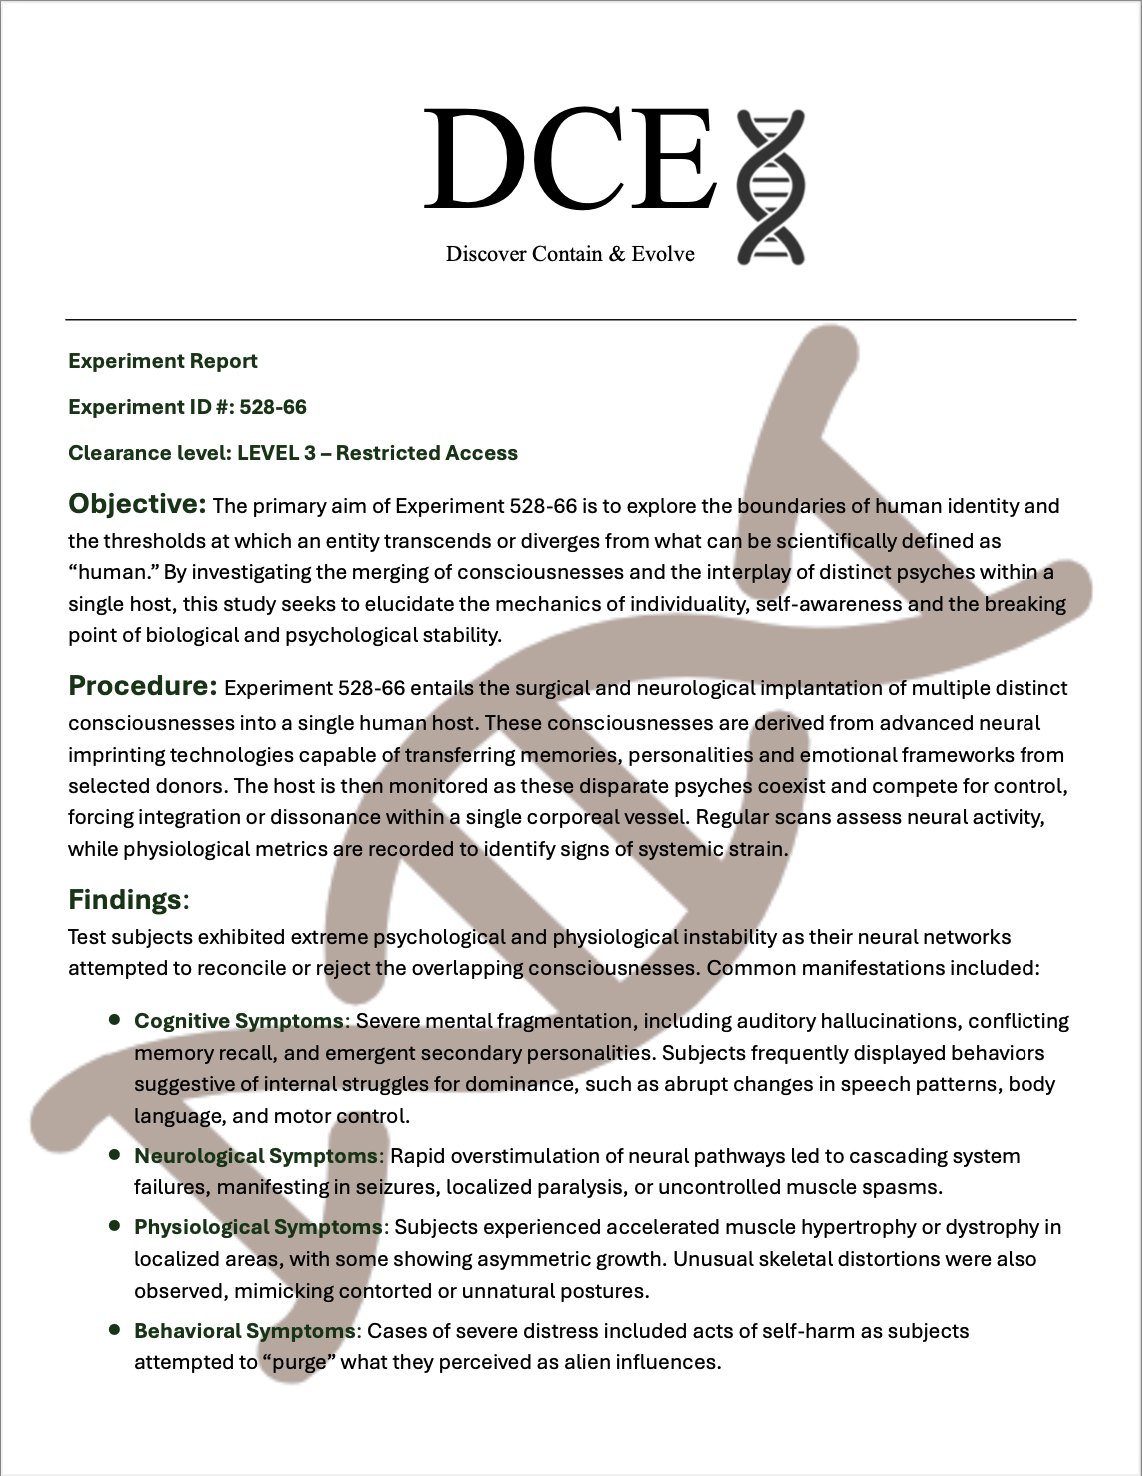 DCE
Discover Contain & Evolve
Experiment Report
Experiment ID #: 528-66
Clearance level: LEVEL 3 – Restricted Access
Objective: The primary aim of Experiment 528-66 is to explore the boundaries of human identity and
the thresholds at which an entity transcends or diverges from what can be scientifically defined as
“human.” By investigating the merging of consciousnesses and the interplay of distinct psyches within a
single host, this study seeks to elucidate the mechanics of individuality, self-awareness and the breaking
point of biological and psychological stability.
Procedure: Experiment 528-66 entails the surgical and neurological implantation of multiple distinct
consciousnesses into a single human host. These consciousnesses are derived from advanced neural
imprinting technologies capable of transferring memories, personalities and emotional frameworks from
selected donors. The host is then monitored as these disparate psyches coexist and compete for control,
forcing integration or dissonance within a single corporeal vessel. Regular scans assess neural activity,
while physiological metrics are recorded to identify signs of systemic strain.
Findings:
Test subjects exhibited extreme psychological and physiological instability as their neural networks
attempted to reconcile or reject the overlapping consciousnesses. Common manifestations included:
● Cognitive Symptoms: Severe mental fragmentation, including auditory hallucinations, conflicting
memory recall, and emergent secondary personalities. Subjects frequently displayed behaviors
suggestive of internal struggles for dominance, such as abrupt changes in speech patterns, body
language, and motor control.
● Neurological Symptoms: Rapid overstimulation of neural pathways led to cascading system
failures, manifesting in seizures, localized paralysis, or uncontrolled muscle spasms.
● Physiological Symptoms: Subjects experienced accelerated muscle hypertrophy or dystrophy in
localized areas, with some showing asymmetric growth. Unusual skeletal distortions were also
observed, mimicking contorted or unnatural postures.
● Behavioral Symptoms: Cases of severe distress included acts of self-harm as subjects
attempted to “purge” what they perceived as alien influences.